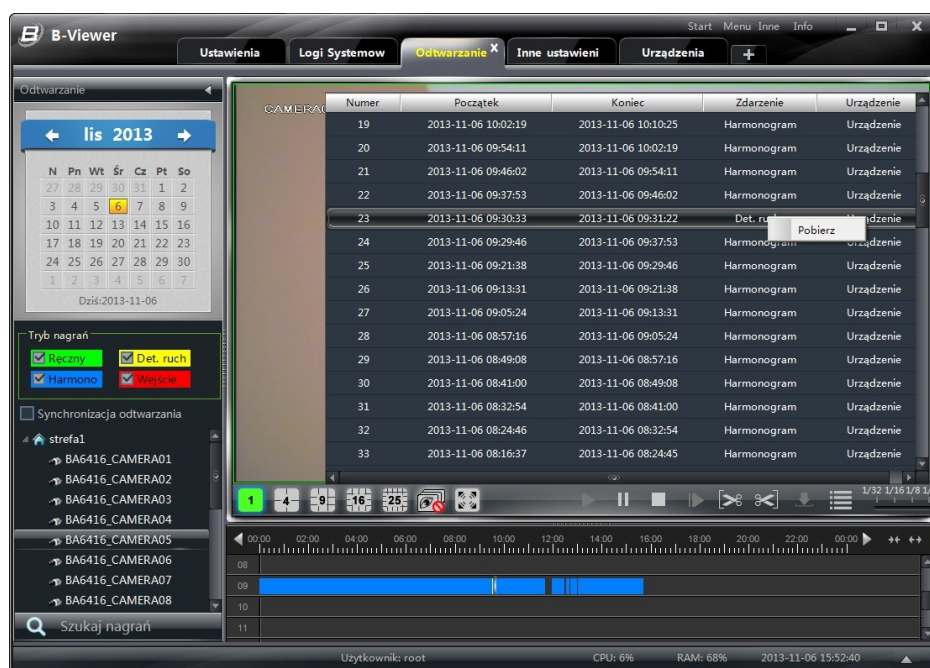 B B-Viewer
Start Menu Inne Info
Ustawienia Logi Systemow Odtwarzanie X Inne ustawieni Urządzenia +
Odtwarzanie
lis 2013
N Pn Wt Śr Cz Pt So
27 28 29 30 31 1 2
3 4 5 6 7 8 9
10 11 12 13 14 15 16
17 18 19 20 21 22 23
24 25 26 27 28 29 30
1 2 3 4 5 6 7
Dziś:2013-11-06
Tryb nagrań
Ręczny Det. ruch
Harmono Wejście
Synchronizacja odtwarzania
strefa1
BA6416_CAMERA01
BA6416_CAMERA02
BA6416_CAMERA03
BA6416_CAMERA04
BA6416_CAMERA05
BA6416_CAMERA06
BA6416_CAMERA07
BA6416_CAMERA08
Szukaj nagrań
CAMERA0
Numer Początek Koniec Zdarzenie Urządzenie
19 2013-11-06 10:02:19 2013-11-06 10:10:25 Harmonogram Urządzenie
20 2013-11-06 09:54:11 2013-11-06 10:02:19 Harmonogram Urządzenie
21 2013-11-06 09:46:02 2013-11-06 09:54:11 Harmonogram Urządzenie
22 2013-11-06 09:37:53 2013-11-06 09:46:02 Harmonogram Urządzenie
23 2013-11-06 09:30:33 2013-11-06 09:31:22 Det. ruch Urządzenie
Pobierz
24 2013-11-06 09:29:46 2013-11-06 09:37:53 Harmonogram Urządzenie
25 2013-11-06 09:21:38 2013-11-06 09:29:46 Harmonogram Urządzenie
26 2013-11-06 09:13:31 2013-11-06 09:21:38 Harmonogram Urządzenie
27 2013-11-06 09:05:24 2013-11-06 09:13:31 Harmonogram Urządzenie
28 2013-11-06 08:57:16 2013-11-06 09:05:24 Harmonogram Urządzenie
29 2013-11-06 08:49:08 2013-11-06 08:57:16 Harmonogram Urządzenie
30 2013-11-06 08:41:00 2013-11-06 08:49:08 Harmonogram Urządzenie
31 2013-11-06 08:32:54 2013-11-06 08:41:00 Harmonogram Urządzenie
32 2013-11-06 08:24:46 2013-11-06 08:32:54 Harmonogram Urządzenie
33 2013-11-06 08:16:37 2013-11-06 08:24:45 Harmonogram Urządzenie
1 4 9 16 25 1/32 1/16 1/8 1/
00:00 02:00 04:00 06:00 08:00 10:00 12:00 14:00 16:00 18:00 20:00 22:00 00:00
08
09
10
11
Użytkownik: root CPU: 6% RAM: 68% 2013-11-06 15:52:40